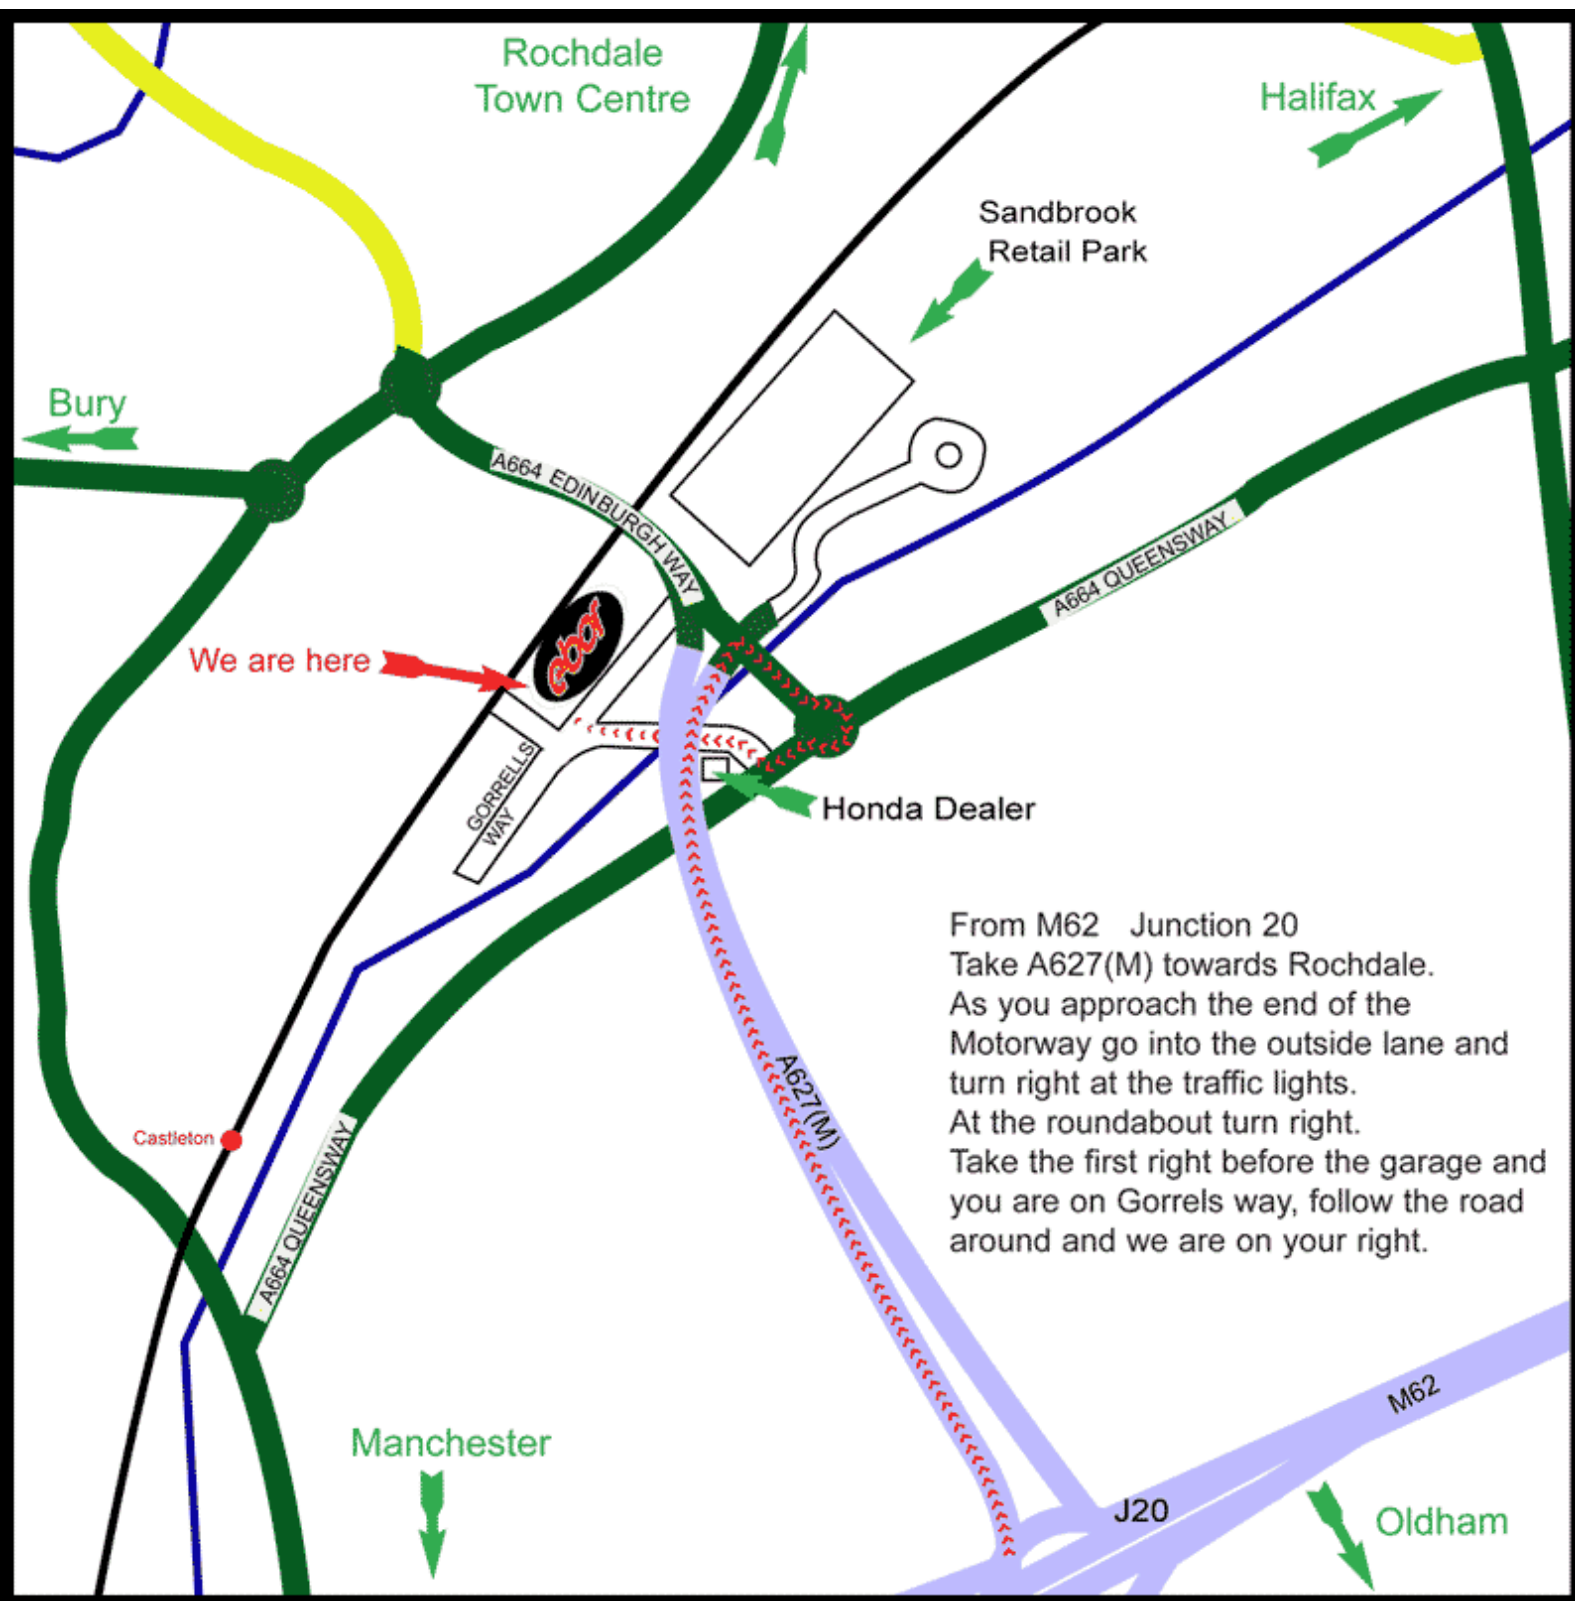 Rochdale
Town Centre
Halifax
Sandbrook
Retail Park
Bury
A664 EDINBURGH WAY
A664 QUEENSWAY
ebor
We are here
GORRELLS
WAY
Honda Dealer
From M62 Junction 20
Take A627(M) towards Rochdale.
As you approach the end of the
Motorway go into the outside lane and
turn right at the traffic lights.
At the roundabout turn right.
Take the first right before the garage and
you are on Gorrels way, follow the road
around and we are on your right.
A627(M)
Castleton
A664 QUEENSWAY
M62
Manchester
J20
Oldham